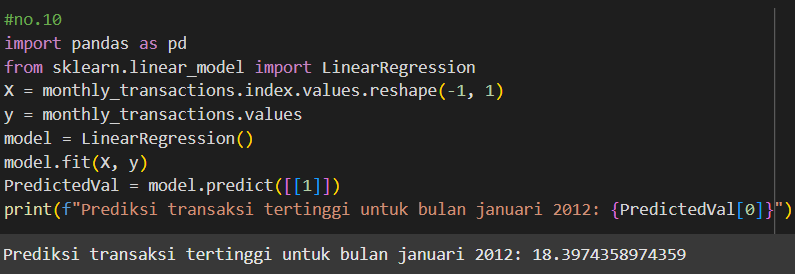 #no.10
import pandas as pd
from sklearn.linear_model import LinearRegression
X = monthly_transactions.index.values.reshape(-1, 1)
y = monthly_transactions.values
model = LinearRegression()
model.fit(X, y)
PredictedVal = model.predict([[1]])
print(f"Prediksi transaksi tertinggi untuk bulan januari 2012: {PredictedVal[0]}")
Prediksi transaksi tertinggi untuk bulan januari 2012: 18.3974358974359